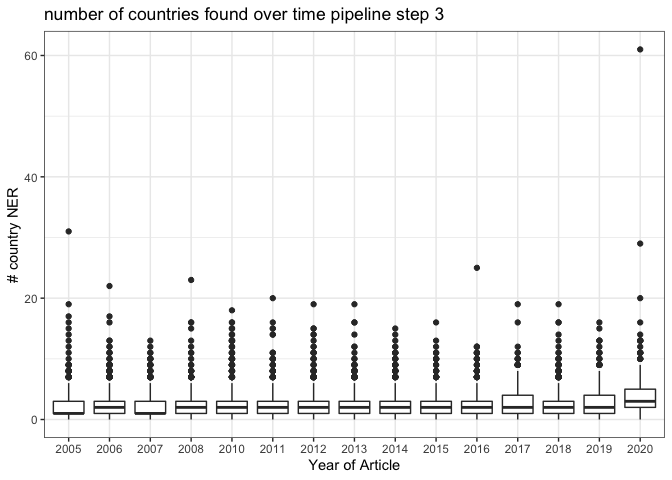 number of countries found over time pipeline step 3
60
40
20
0
# country NER
2005 2006 2007 2008 2010 2011 2012 2013 2014 2015 2016 2017 2018 2019 2020
Year of Article